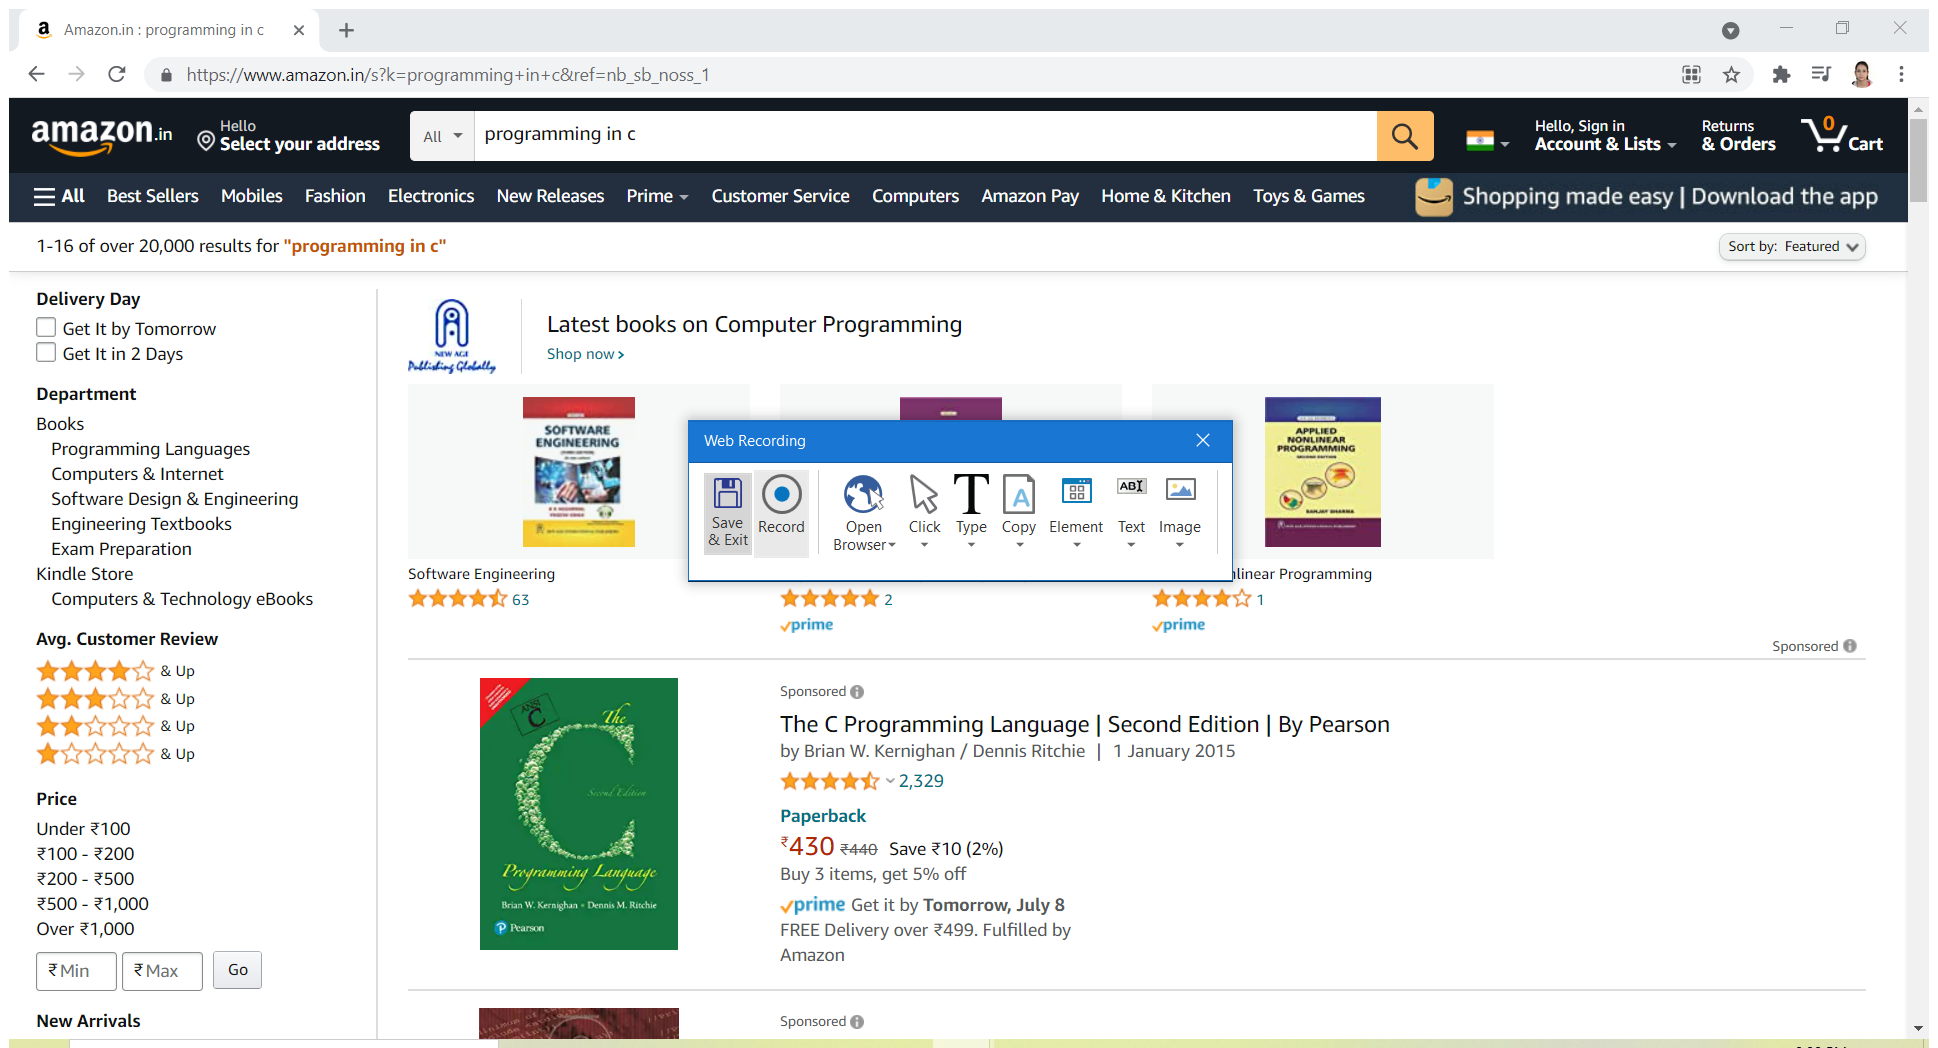 Amazon.in : programming in c
https://www.amazon.in/s?k=programming+in+c&ref=nb_sb_noss_1
amazon.in
Hello
Select your address
All
programming in c
Hello, Sign in
Account & Lists
Returns
& Orders
0
Cart
All Best Sellers Mobiles Fashion Electronics New Releases Prime Customer Service Computers Amazon Pay Home & Kitchen Toys & Games
Shopping made easy | Download the app
1-16 of over 20,000 results for "programming in c"
Sort by: Featured
Delivery Day
Get It by Tomorrow
Get It in 2 Days
Department
Books
Programming Languages
Computers & Internet
Software Design & Engineering
Engineering Textbooks
Exam Preparation
Kindle Store
Computers & Technology eBooks
Avg. Customer Review
& Up
& Up
& Up
& Up
Price
Under ₹100
₹100 - ₹200
₹200 - ₹500
₹500 - ₹1,000
Over ₹1,000
₹ Min
₹ Max
Go
New Arrivals
NEW AGE
Publishing Globally
Latest books on Computer Programming
Shop now ›
SOFTWARE
ENGINEERING
APPLIED
NONLINEAR
PROGRAMMING
SANJAY SHARMA
Web Recording
Save
& Exit
Record
Open
Browser
Click
Type
Copy
Element
Text
Image
Software Engineering
63
2
prime
linear Programming
1
prime
Sponsored
ANSI
C
The
Second Edition
Programming Language
Brian W. Kernighan • Dennis M. Ritchie
Pearson
Sponsored
The C Programming Language | Second Edition | By Pearson
by Brian W. Kernighan / Dennis Ritchie | 1 January 2015
2,329
Paperback
₹430 ₹440 Save ₹10 (2%)
Buy 3 items, get 5% off
prime Get it by Tomorrow, July 8
FREE Delivery over ₹499. Fulfilled by
Amazon
Sponsored